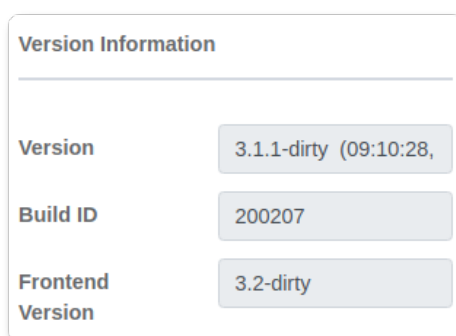 Version Information
Version
3.1.1-dirty (09:10:28,
Build ID
200207
Frontend
Version
3.2-dirty